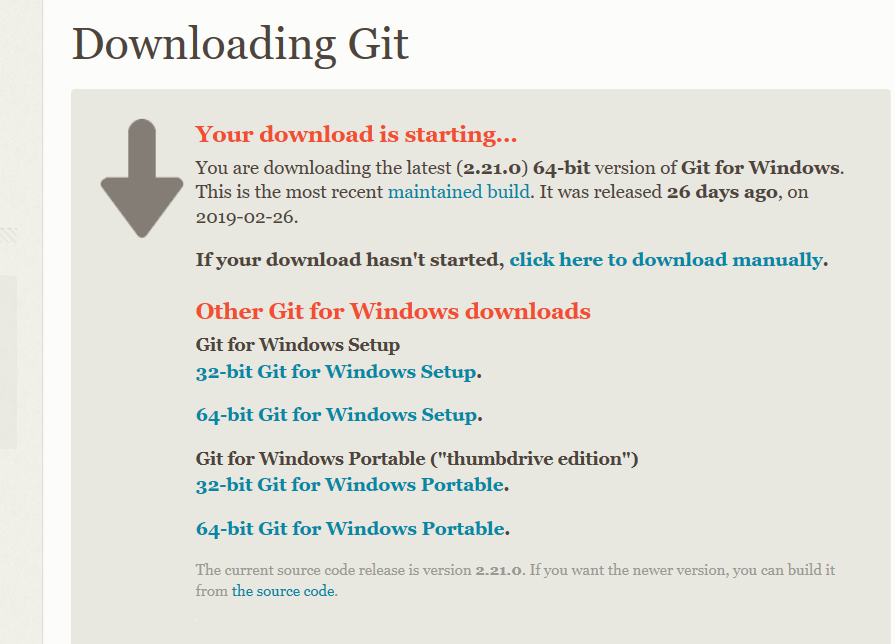 Downloading Git
Your download is starting...
You are downloading the latest (2.21.0) 64-bit version of Git for Windows.
This is the most recent maintained build. It was released 26 days ago, on
2019-02-26.
If your download hasn't started, click here to download manually.
Other Git for Windows downloads
Git for Windows Setup
32-bit Git for Windows Setup.
64-bit Git for Windows Setup.
Git for Windows Portable ("thumbdrive edition")
32-bit Git for Windows Portable.
64-bit Git for Windows Portable.
The current source code release is version 2.21.0. If you want the newer version, you can build it
from the source code.